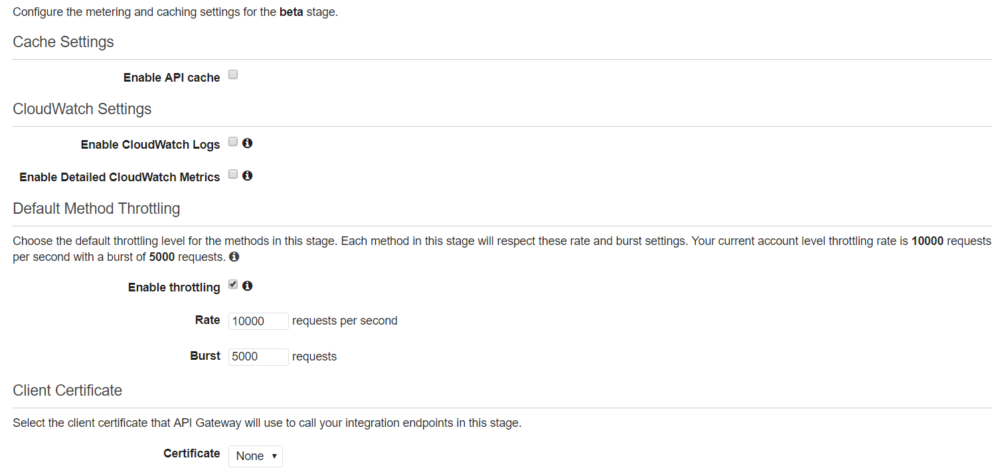 Configure the metering and caching settings for the beta stage.
Cache Settings
Enable API cache
CloudWatch Settings
Enable CloudWatch Logs
Enable Detailed CloudWatch Metrics
Default Method Throttling
Choose the default throttling level for the methods in this stage. Each method in this stage will respect these rate and burst settings. Your current account level throttling rate is 10000 requests
per second with a burst of 5000 requests.
Enable throttling
Rate 10000 requests per second
Burst 5000 requests
Client Certificate
Select the client certificate that API Gateway will use to call your integration endpoints in this stage.
Certificate None